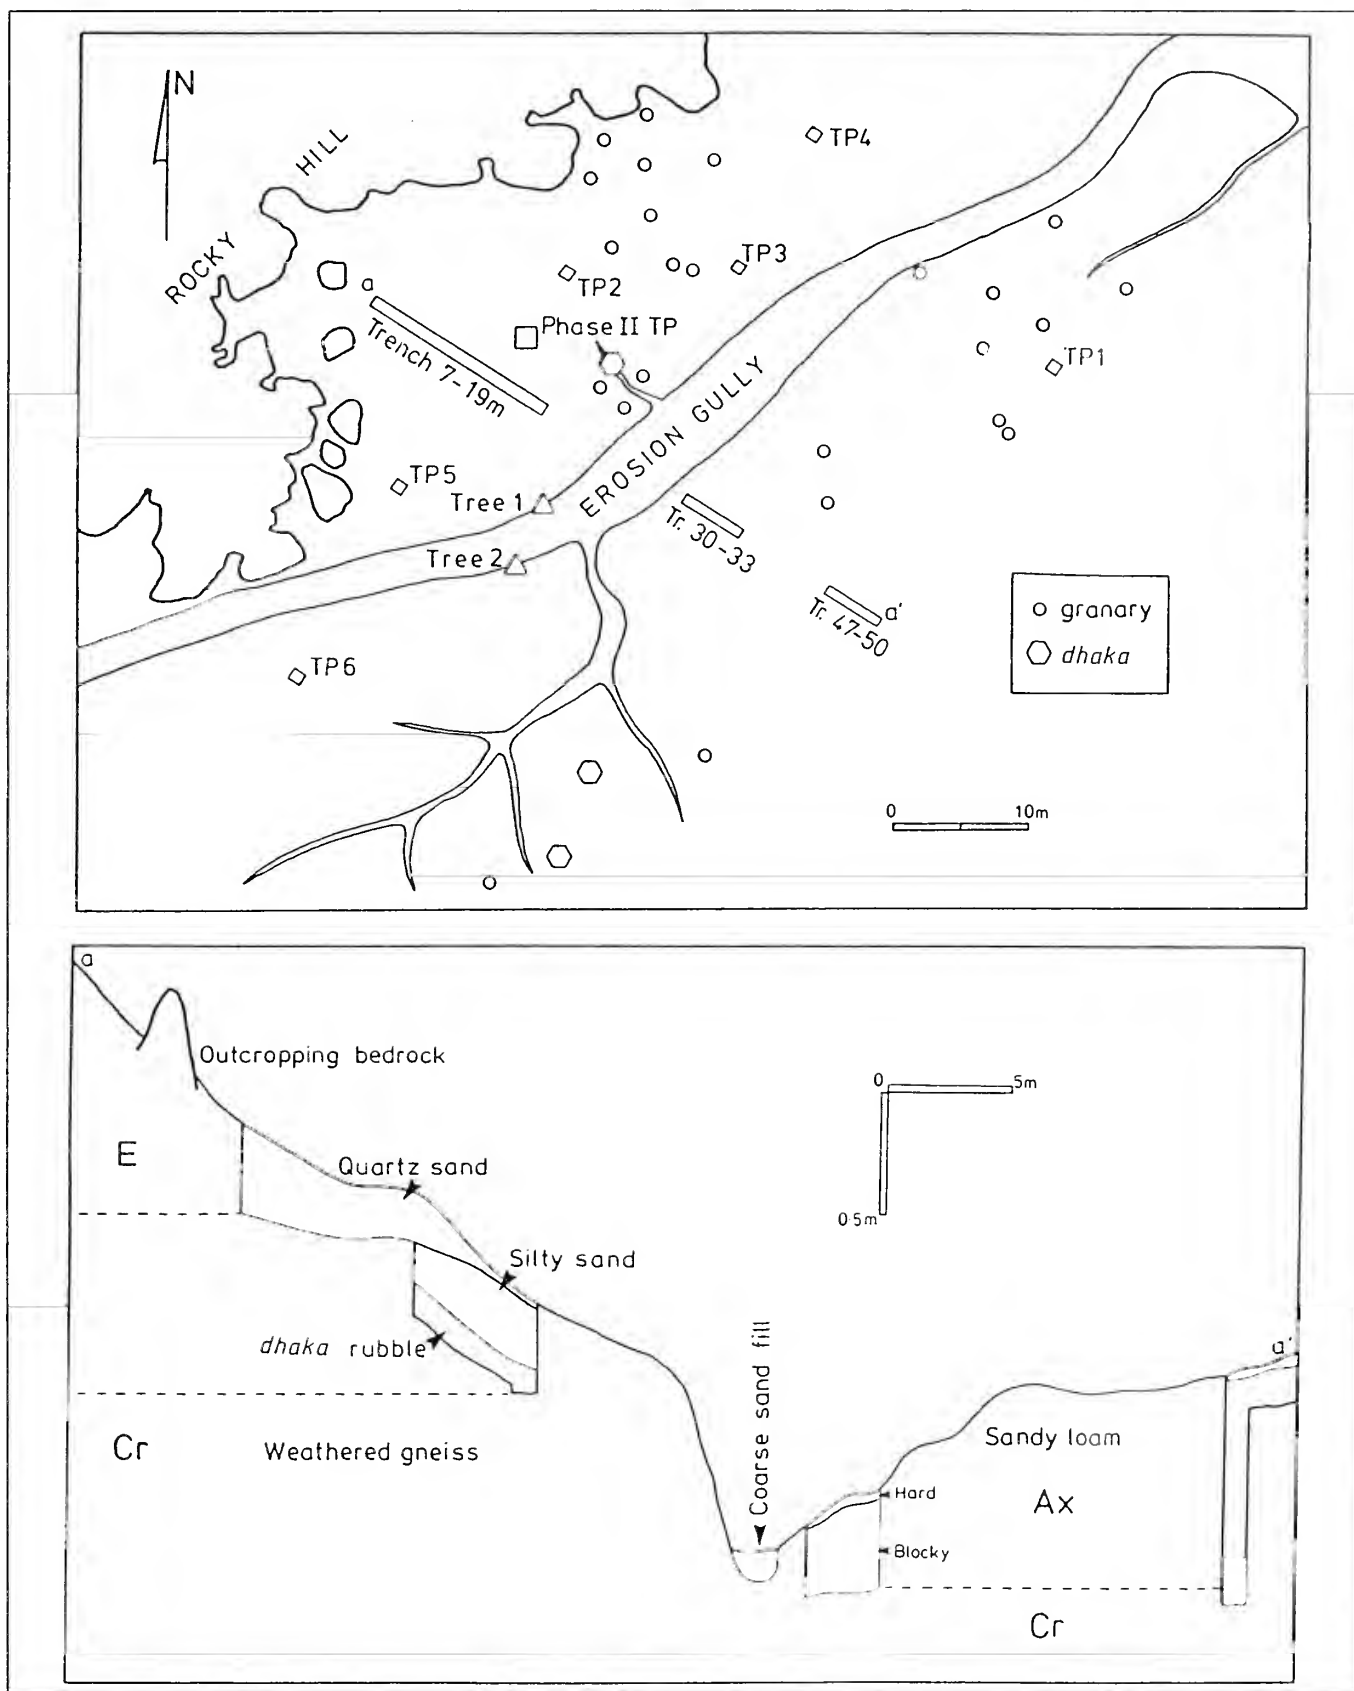 N
HILL
ROCKY
TP4
TP3
TP2
a
Phase II TP
Trench 7-19m
TP1
EROSION GULLY
TP5
Tree 1
Tr. 30-33
Tree 2
a'
Tr. 47-50
granary
dhaka
TP6
0 10m
a
Outcropping bedrock
0 5m
E
Quartz sand
0·5m
Silty sand
dhaka rubble
Coarse sand fill
a'
Cr
Weathered gneiss
Sandy loam
Hard
Ax
Blocky
Cr